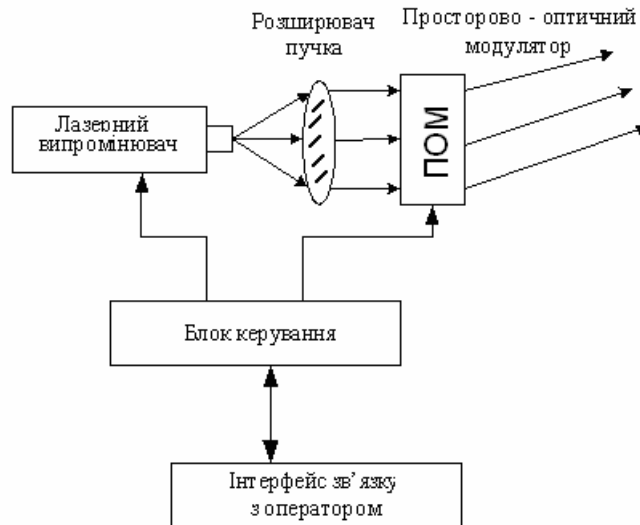 Розширювач
пучка
Просторово - оптичний
модулятор
Лазерний
випромінювач
ПОМ
Блок керування
Інтерфейс зв’язку
з оператором